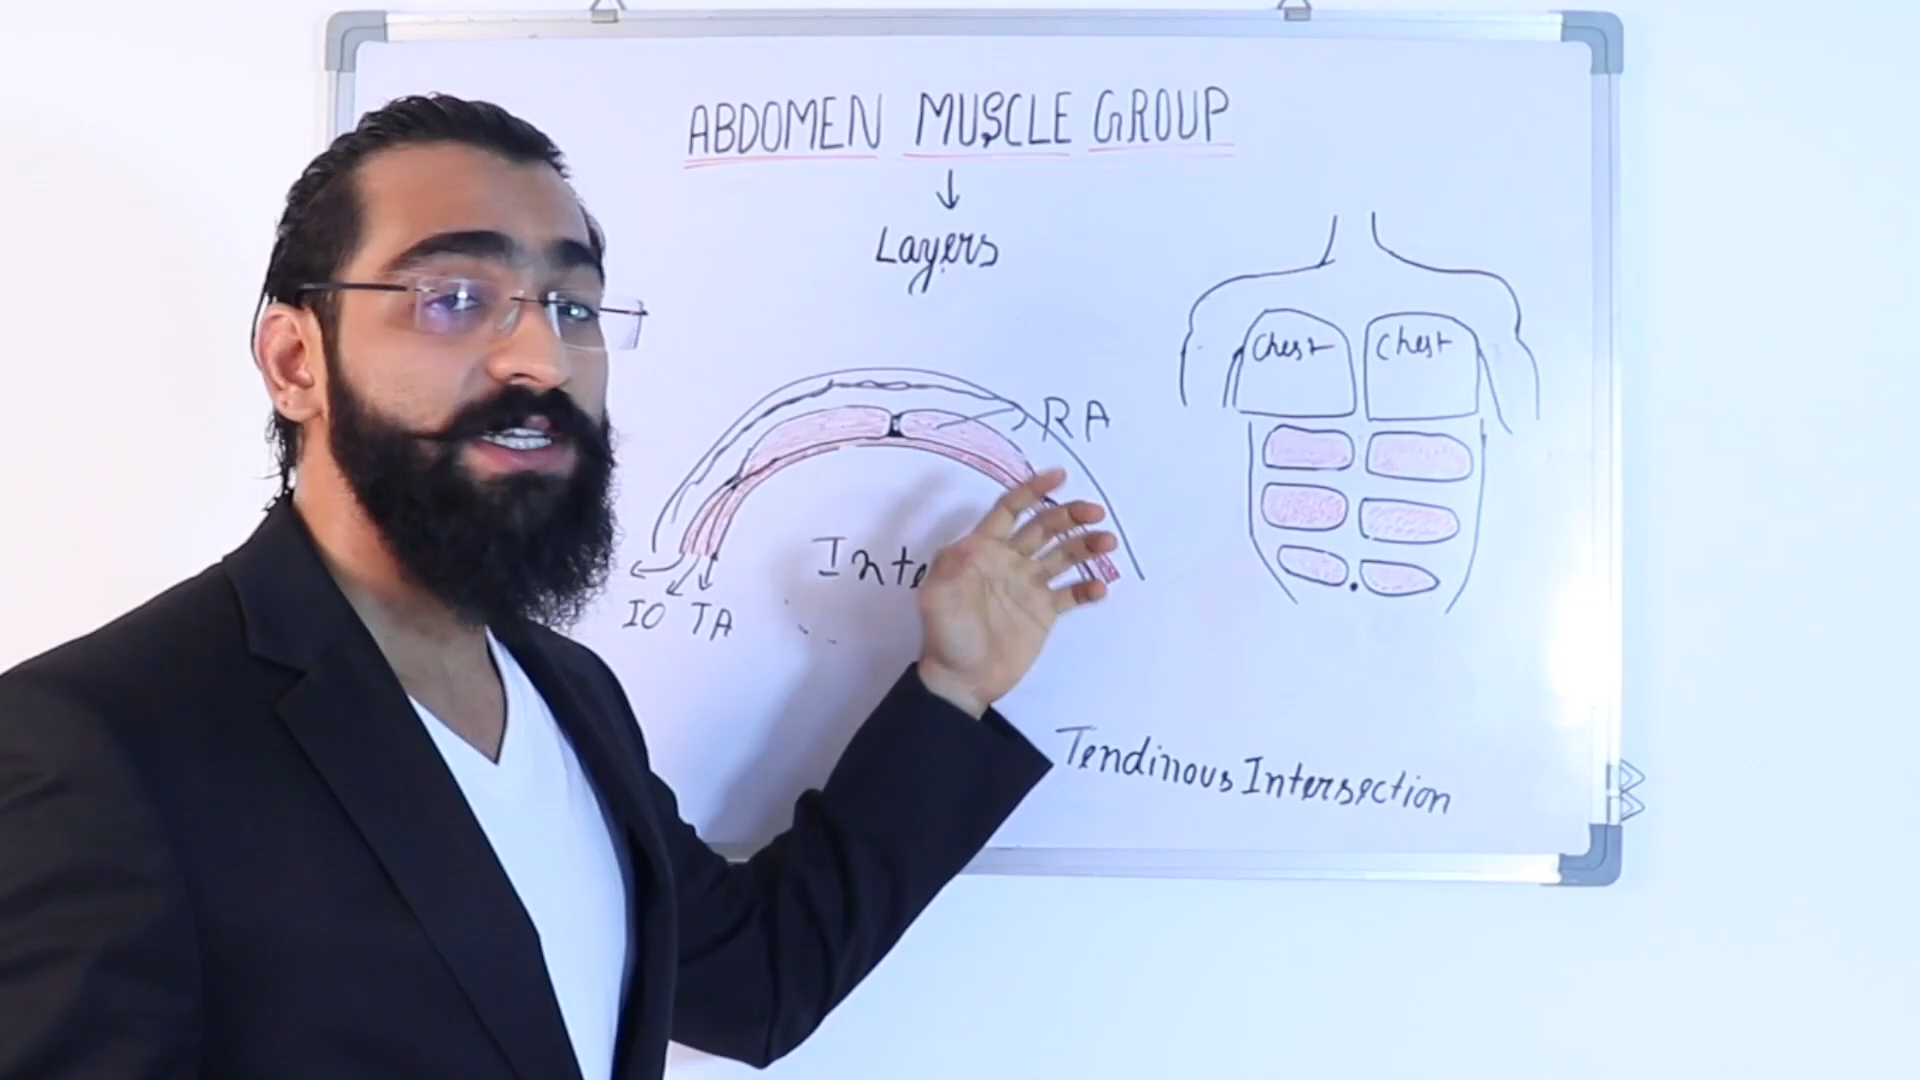 ABDOMEN MUSCLE GROUP
Layers
Chest Chest
RA
IO TA
Tendinous Intersection